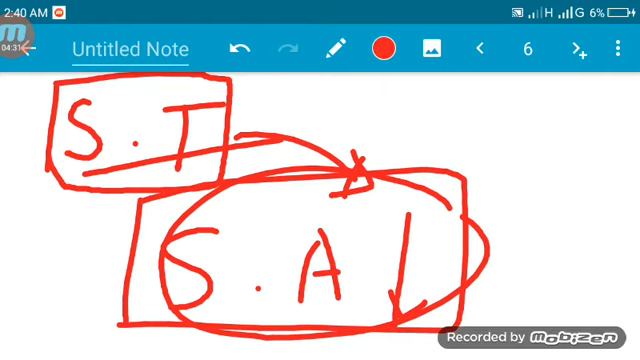 2:40 AM H G 6%
04:31 Untitled Note 6
S.T
S.A↓
Recorded by mobizen